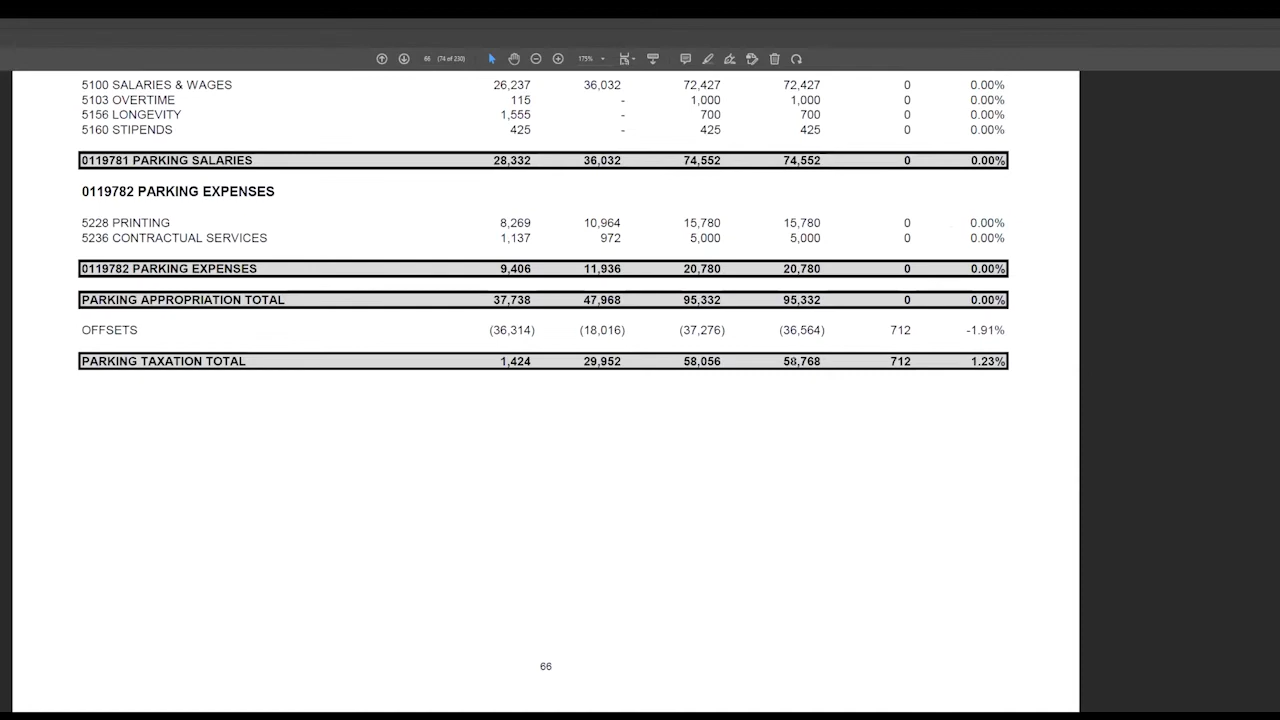 66 (74 of 230) 175%
5100 SALARIES & WAGES 26,237 36,032 72,427 72,427 0 0.00%
5103 OVERTIME 115 - 1,000 1,000 0 0.00%
5156 LONGEVITY 1,555 - 700 700 0 0.00%
5160 STIPENDS 425 - 425 425 0 0.00%
0119781 PARKING SALARIES 28,332 36,032 74,552 74,552 0 0.00%
0119782 PARKING EXPENSES
5228 PRINTING 8,269 10,964 15,780 15,780 0 0.00%
5236 CONTRACTUAL SERVICES 1,137 972 5,000 5,000 0 0.00%
0119782 PARKING EXPENSES 9,406 11,936 20,780 20,780 0 0.00%
PARKING APPROPRIATION TOTAL 37,738 47,968 95,332 95,332 0 0.00%
OFFSETS (36,314) (18,016) (37,276) (36,564) 712 -1.91%
PARKING TAXATION TOTAL 1,424 29,952 58,056 58,768 712 1.23%
66